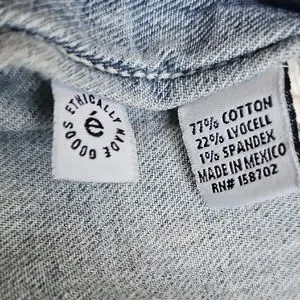 ETHICALLY MADE GOODS
é
77% COTTON
22% LYOCELL
1% SPANDEX
MADE IN MEXICO
RN# 158702